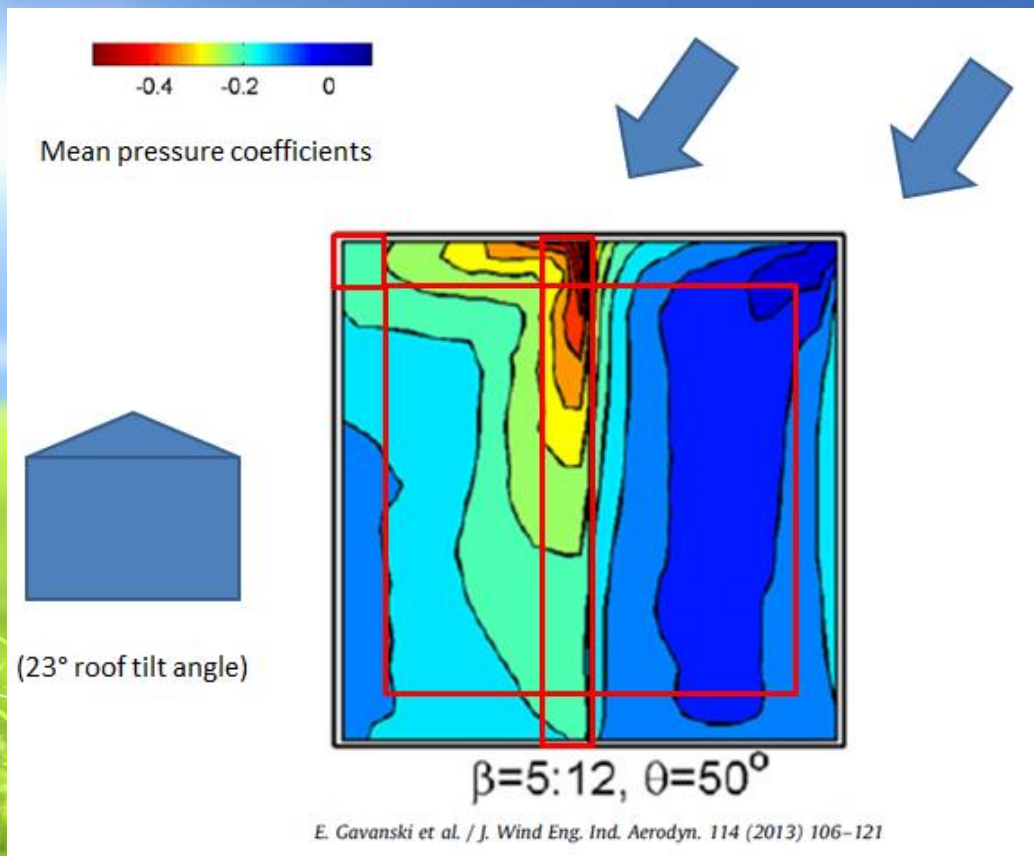 -0.4 -0.2 0
Mean pressure coefficients
(23° roof tilt angle)
β=5:12, θ=50°
E. Gavanski et al. / J. Wind Eng. Ind. Aerodyn. 114 (2013) 106–121